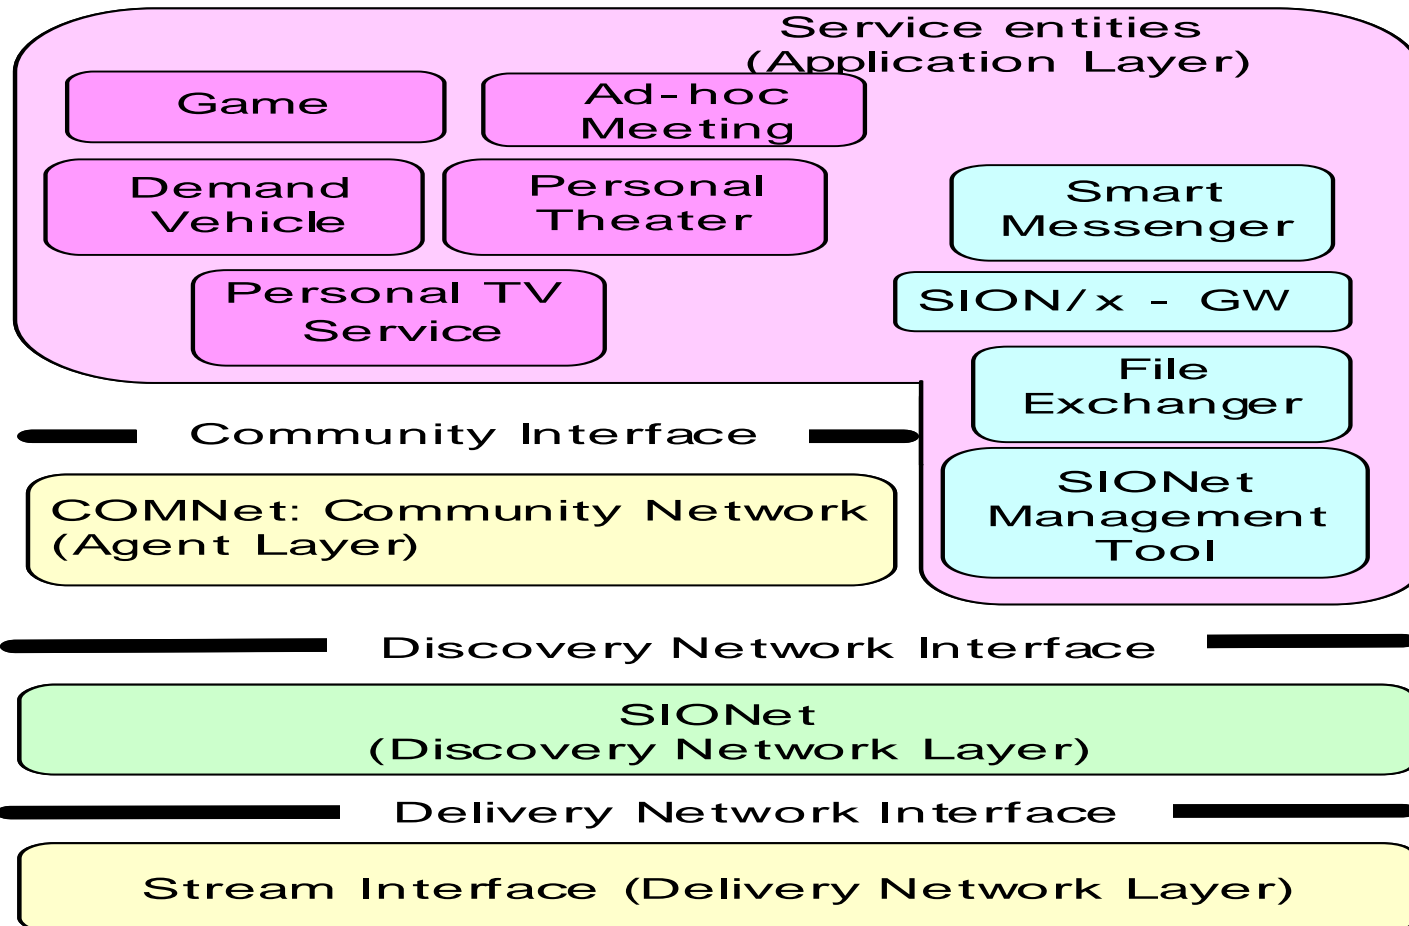 Service entities
(Application Layer)
Game
Ad-hoc
Meeting
Demand
Vehicle
Personal
Theater
Smart
Messenger
Personal TV
Service
SION/x - GW
File
Exchanger
Community Interface
COMNet: Community Network
(Agent Layer)
SIONet
Management
Tool
Discovery Network Interface
SIONet
(Discovery Network Layer)
Delivery Network Interface
Stream Interface (Delivery Network Layer)